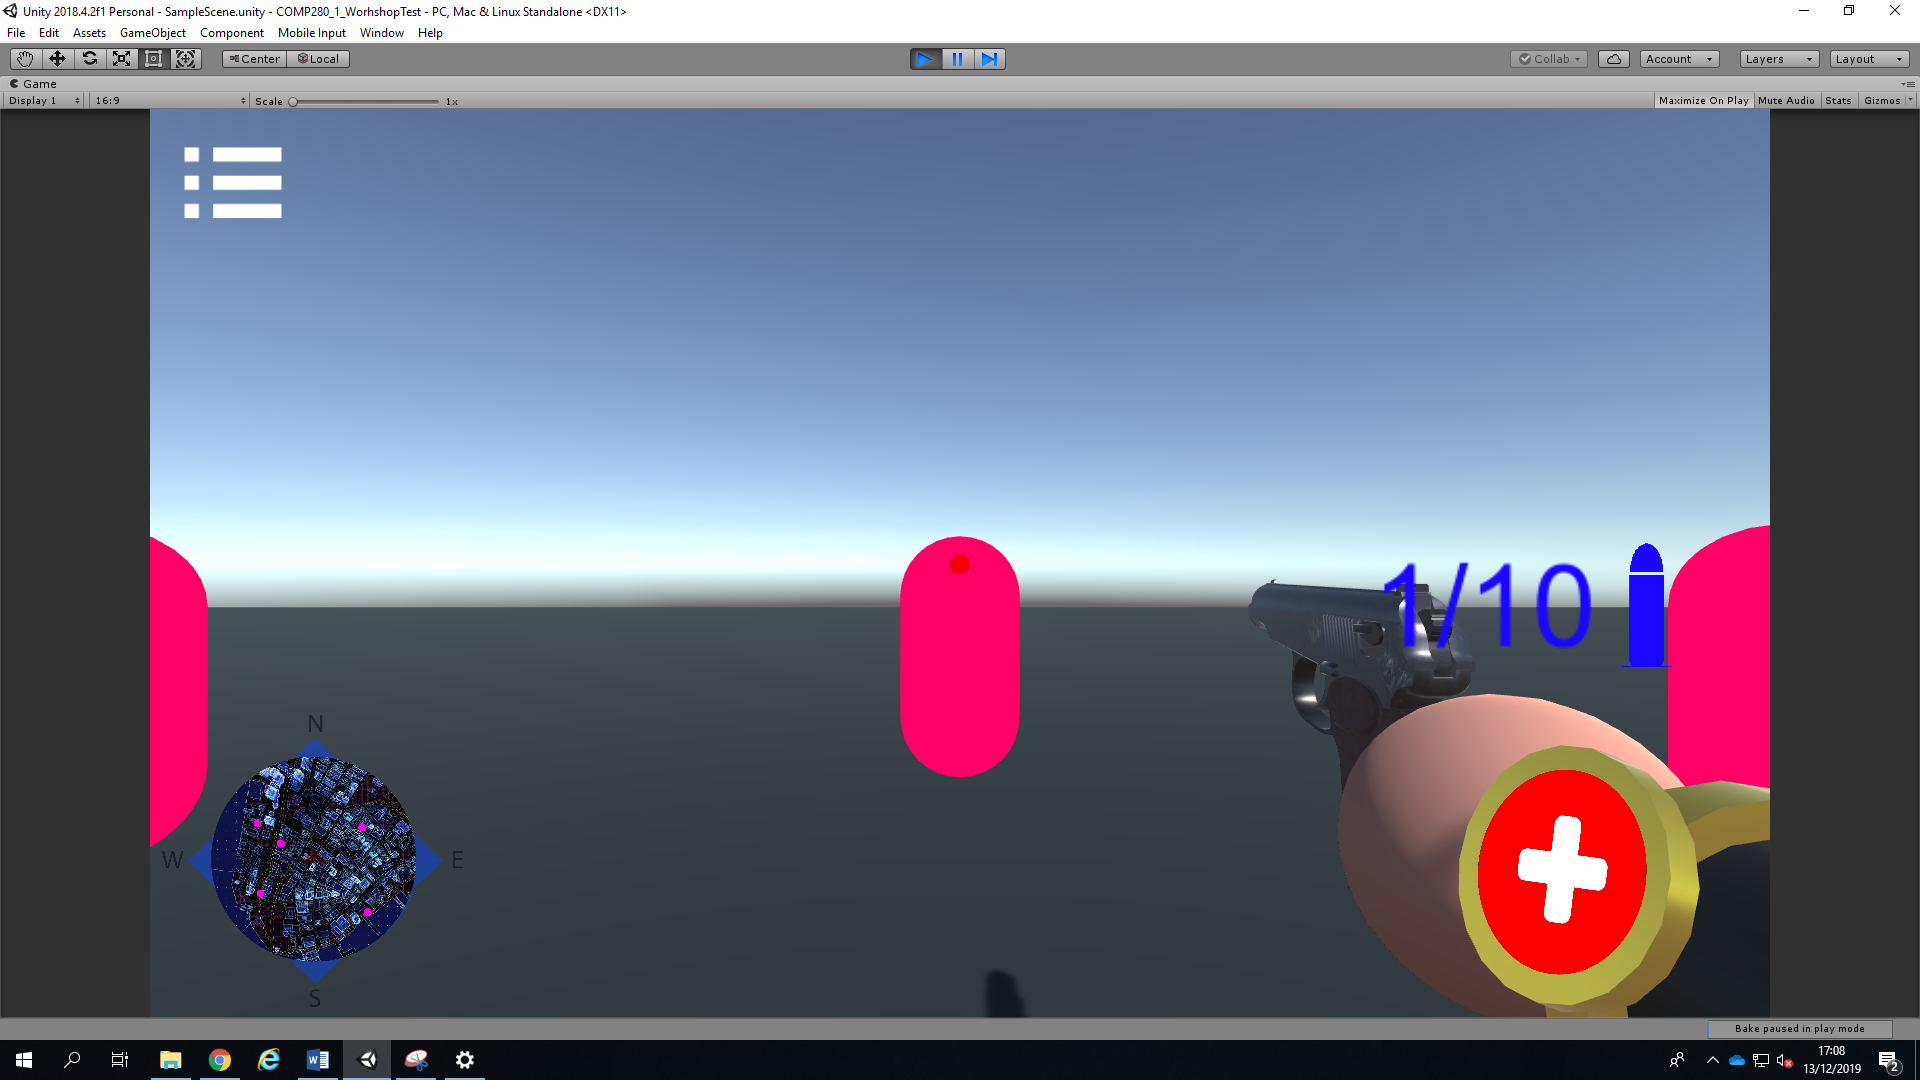 Unity 2018.4.2f1 Personal - SampleScene.unity - COMP280_1_WorhshopTest - PC, Mac & Linux Standalone <DX11>
File Edit Assets GameObject Component Mobile Input Window Help
Center Local Collab Account Layers Layout
Game
Display 1 16:9 Scale 1x Maximize On Play Mute Audio Stats Gizmos
1/10
N
W E
S
Bake paused in play mode
17:08
13/12/2019
2